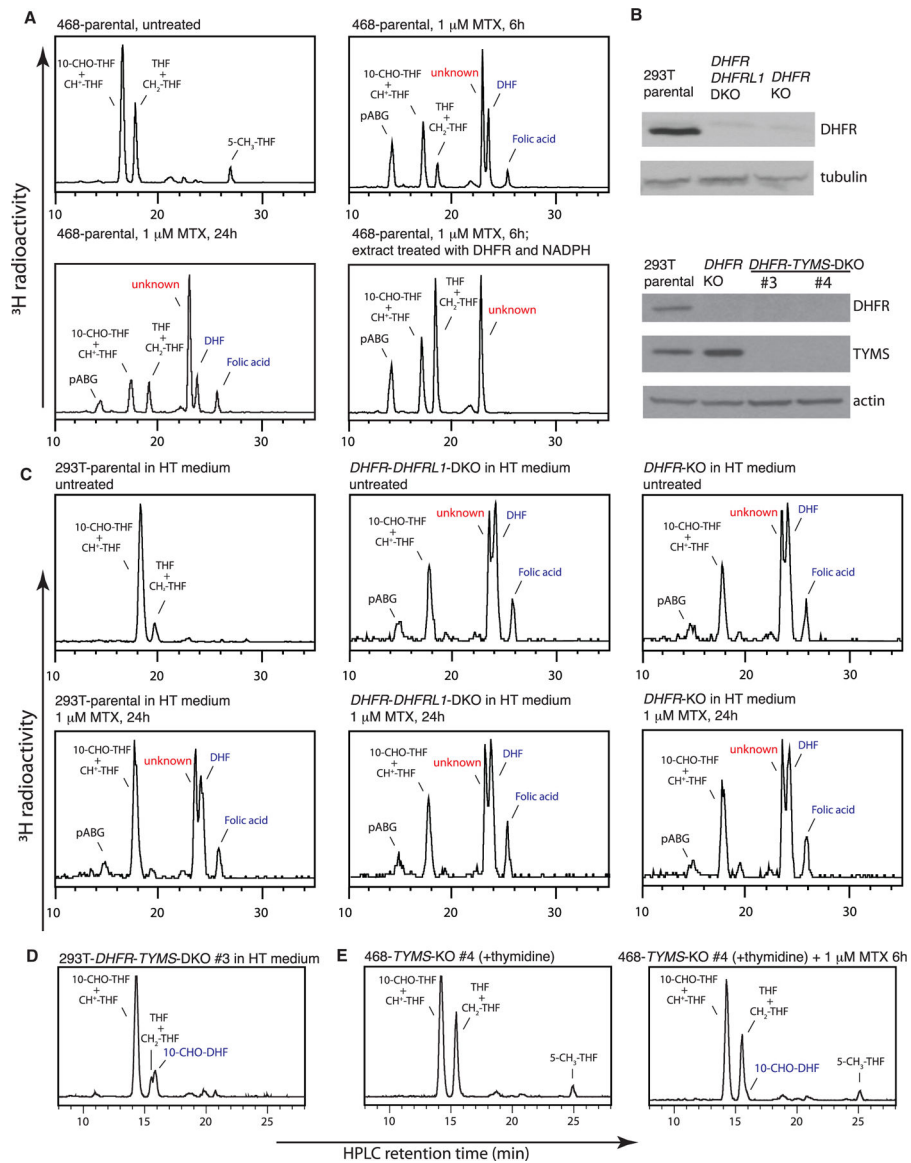 A
468-parental, untreated
10-CHO-THF
+
CH⁺-THF
THF
+
CH₂-THF
5-CH₃-THF
10 20 30
468-parental, 1 μM MTX, 6h
pABG
10-CHO-THF
+
CH⁺-THF
THF
+
CH₂-THF
unknown
DHF
Folic acid
10 20 30
468-parental, 1 μM MTX, 24h
pABG
10-CHO-THF
+
CH⁺-THF
THF
+
CH₂-THF
unknown
DHF
Folic acid
10 20 30
468-parental, 1 μM MTX, 6h;
extract treated with DHFR and NADPH
pABG
10-CHO-THF
+
CH⁺-THF
THF
+
CH₂-THF
unknown
10 20 30
³H radioactivity
B
293T
parental
DHFR
DHFRL1
DKO
DHFR
KO
DHFR
tubulin
293T
parental
DHFR
KO
DHFR-TYMS-DKO
#3 #4
DHFR
TYMS
actin
C
293T-parental in HT medium
untreated
10-CHO-THF
+
CH⁺-THF
THF
+
CH₂-THF
10 20 30
DHFR-DHFRL1-DKO in HT medium
untreated
pABG
10-CHO-THF
+
CH⁺-THF
unknown
DHF
Folic acid
10 20 30
DHFR-KO in HT medium
untreated
pABG
10-CHO-THF
+
CH⁺-THF
unknown
DHF
Folic acid
10 20 30
293T-parental in HT medium
1 μM MTX, 24h
pABG
10-CHO-THF
+
CH⁺-THF
unknown
DHF
Folic acid
10 20 30
DHFR-DHFRL1-DKO in HT medium
1 μM MTX, 24h
pABG
10-CHO-THF
+
CH⁺-THF
unknown
DHF
Folic acid
10 20 30
DHFR-KO in HT medium
1 μM MTX, 24h
pABG
10-CHO-THF
+
CH⁺-THF
unknown
DHF
Folic acid
10 20 30
³H radioactivity
D
293T-DHFR-TYMS-DKO #3 in HT medium
10-CHO-THF
+
CH⁺-THF
THF
+
CH₂-THF
10-CHO-DHF
10 15 20 25
E
468-TYMS-KO #4 (+thymidine)
10-CHO-THF
+
CH⁺-THF
THF
+
CH₂-THF
5-CH₃-THF
10 15 20 25
468-TYMS-KO #4 (+thymidine) + 1 μM MTX 6h
10-CHO-THF
+
CH⁺-THF
THF
+
CH₂-THF
10-CHO-DHF
5-CH₃-THF
10 15 20 25
HPLC retention time (min)